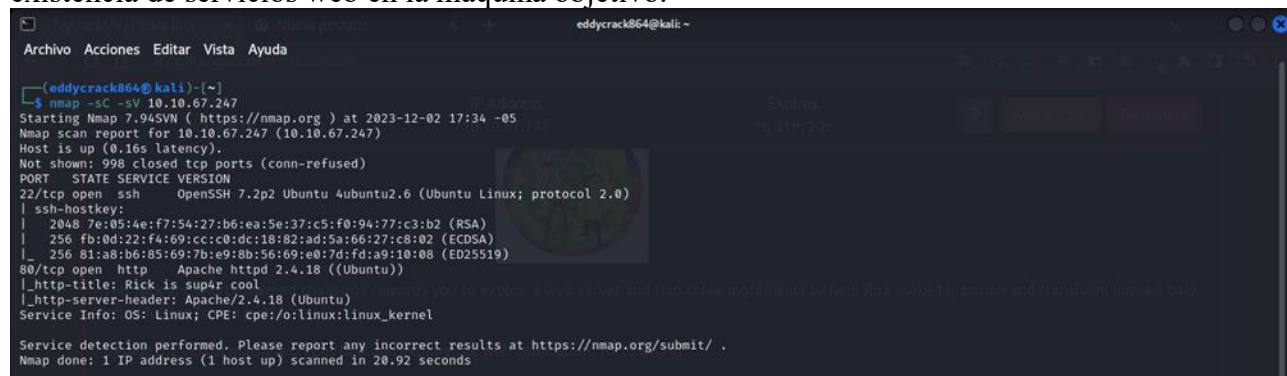 existencia de servicios web en la máquina objetivo.
eddycrack864@kali: ~
Archivo Acciones Editar Vista Ayuda
┌──(eddycrack864㉿kali)-[~]
└─$ nmap -sC -sV 10.10.67.247
Starting Nmap 7.94SVN ( https://nmap.org ) at 2023-12-02 17:34 -05
Nmap scan report for 10.10.67.247 (10.10.67.247)
Host is up (0.16s latency).
Not shown: 998 closed tcp ports (conn-refused)
PORT STATE SERVICE VERSION
22/tcp open ssh OpenSSH 7.2p2 Ubuntu 4ubuntu2.6 (Ubuntu Linux; protocol 2.0)
| ssh-hostkey:
| 2048 7e:05:4e:f7:54:27:b6:ea:5e:37:c5:f0:94:77:c3:b2 (RSA)
| 256 fb:0d:22:f4:69:cc:c0:dc:18:82:ad:5a:66:27:c8:02 (ECDSA)
|_ 256 81:a8:b6:85:69:7b:e9:8b:56:69:e0:7d:fd:a9:10:08 (ED25519)
80/tcp open http Apache httpd 2.4.18 ((Ubuntu))
|_http-title: Rick is sup4r cool
|_http-server-header: Apache/2.4.18 (Ubuntu)
Service Info: OS: Linux; CPE: cpe:/o:linux:linux_kernel
Service detection performed. Please report any incorrect results at https://nmap.org/submit/ .
Nmap done: 1 IP address (1 host up) scanned in 20.92 seconds